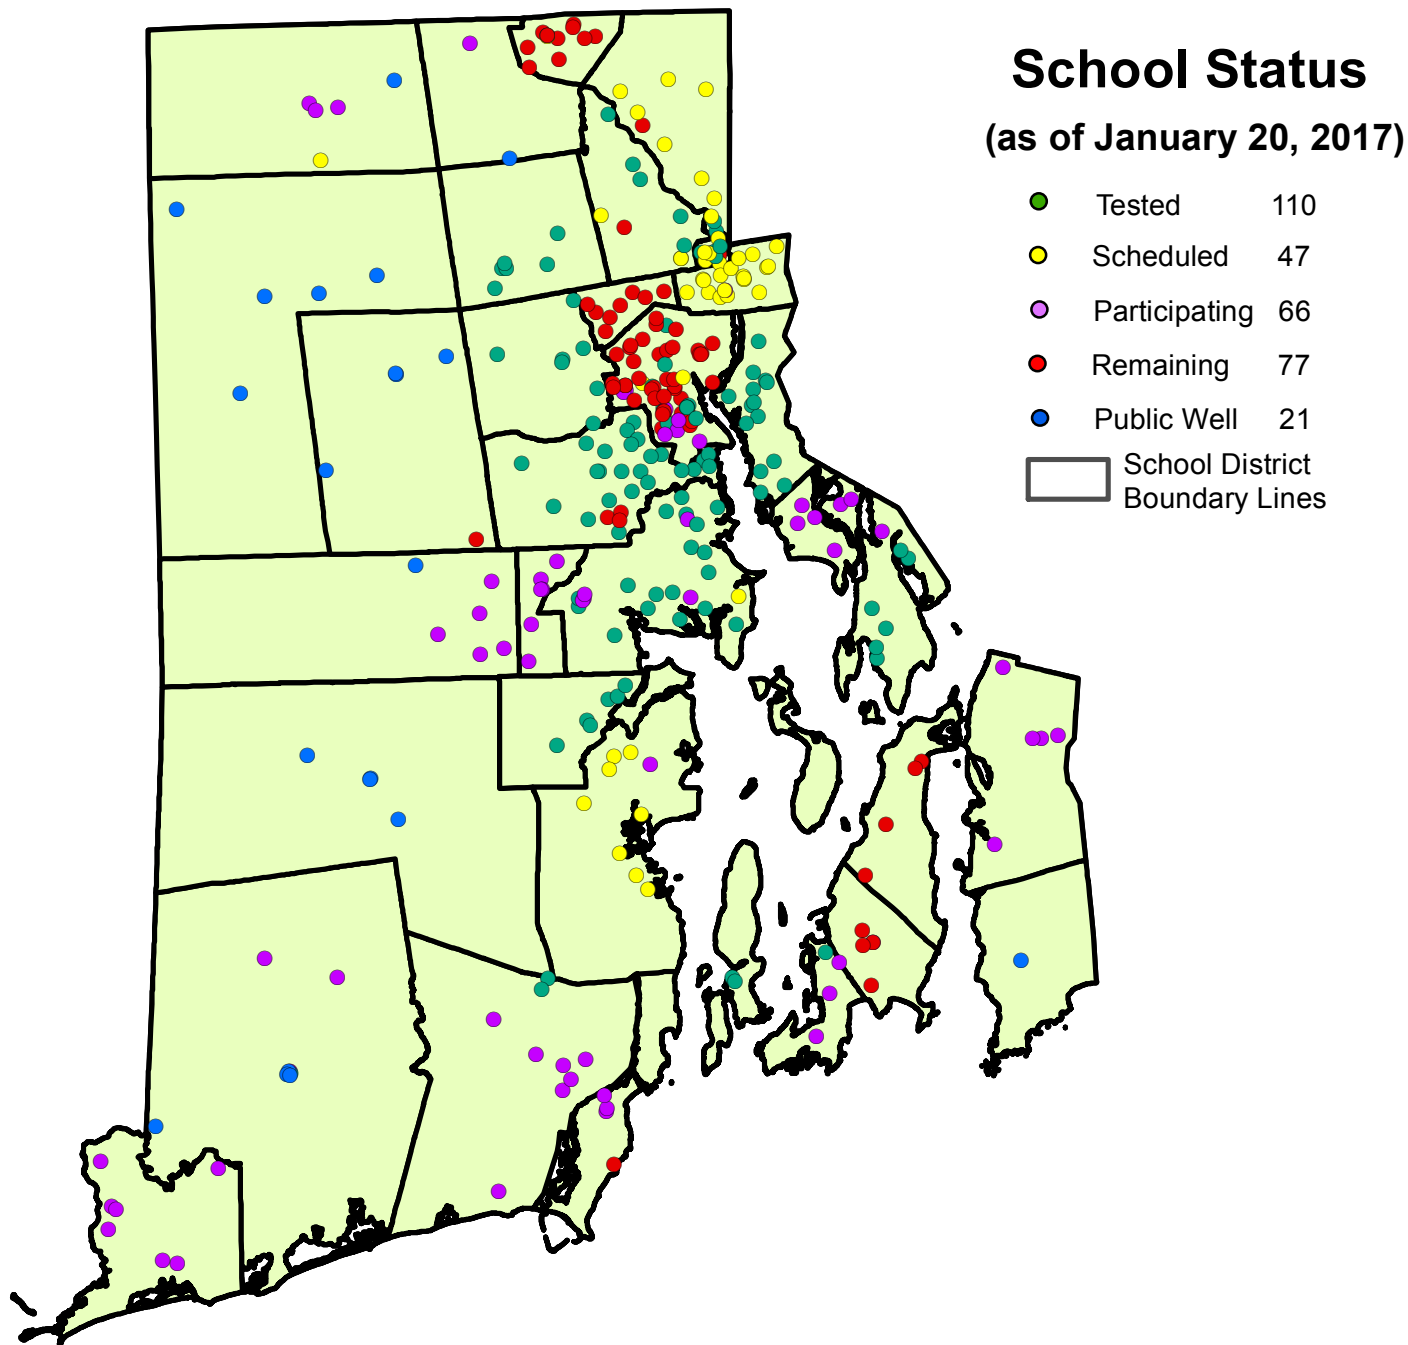 School Status
(as of January 20, 2017)
Tested 110
Scheduled 47
Participating 66
Remaining 77
Public Well 21
School District
Boundary Lines